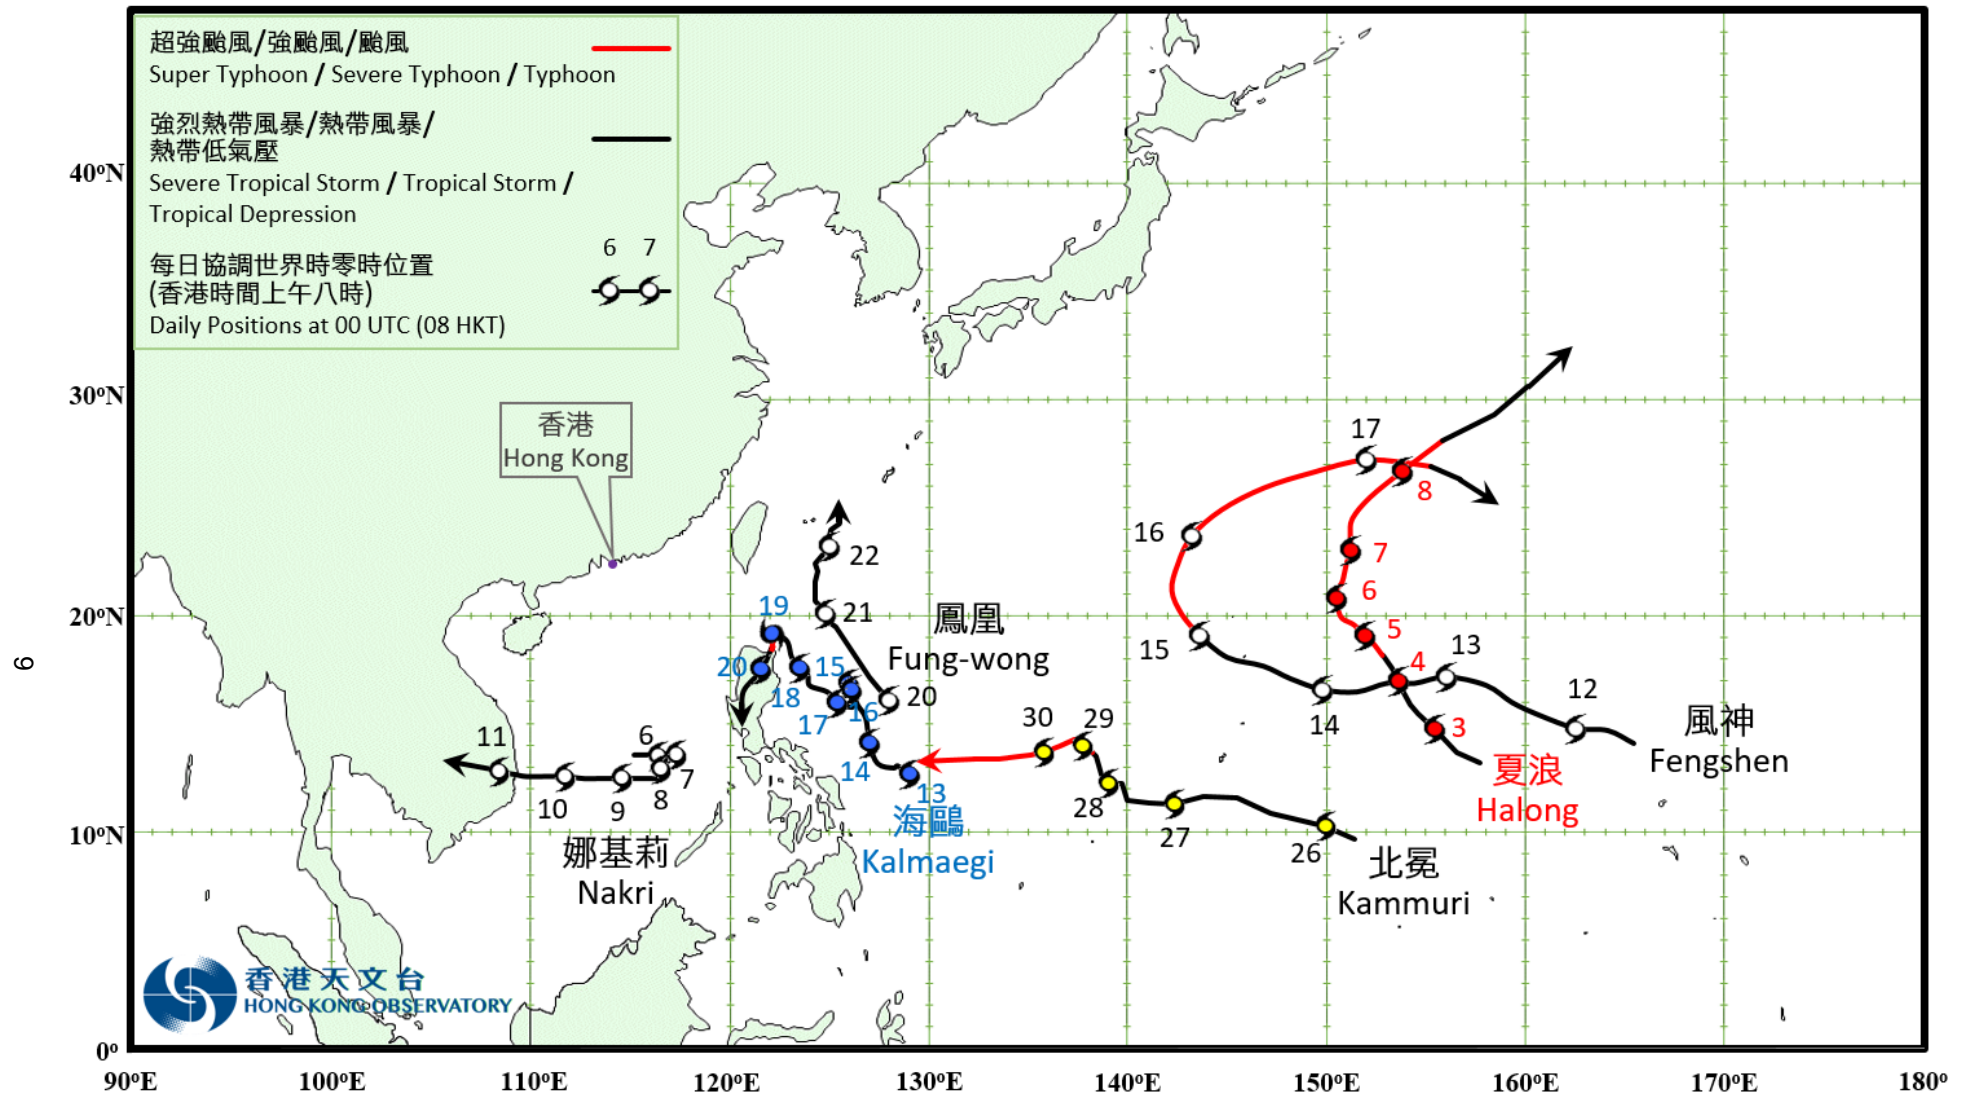 超強颱風/強颱風/颱風
Super Typhoon / Severe Typhoon / Typhoon
強烈熱帶風暴/熱帶風暴/
熱帶低氣壓
Severe Tropical Storm / Tropical Storm /
Tropical Depression
6 7
每日協調世界時零時位置
(香港時間上午八時)
Daily Positions at 00 UTC (08 HKT)
40°N
30°N
20°N
10°N
0°
90°E
100°E
110°E
120°E
130°E
140°E
150°E
160°E
170°E
180°
香港
Hong Kong
17
8
16
7
6
5
15
4
13
14
3
12
風神
Fengshen
夏浪
Halong
22
21
20
鳳凰
Fung-wong
19
20
18
15
17
16
14
13
海鷗
Kalmaegi
30
29
28
27
26
北冕
Kammuri
11
10
9
8
7
6
娜基莉
Nakri
香港天文台
HONG KONG OBSERVATORY
9